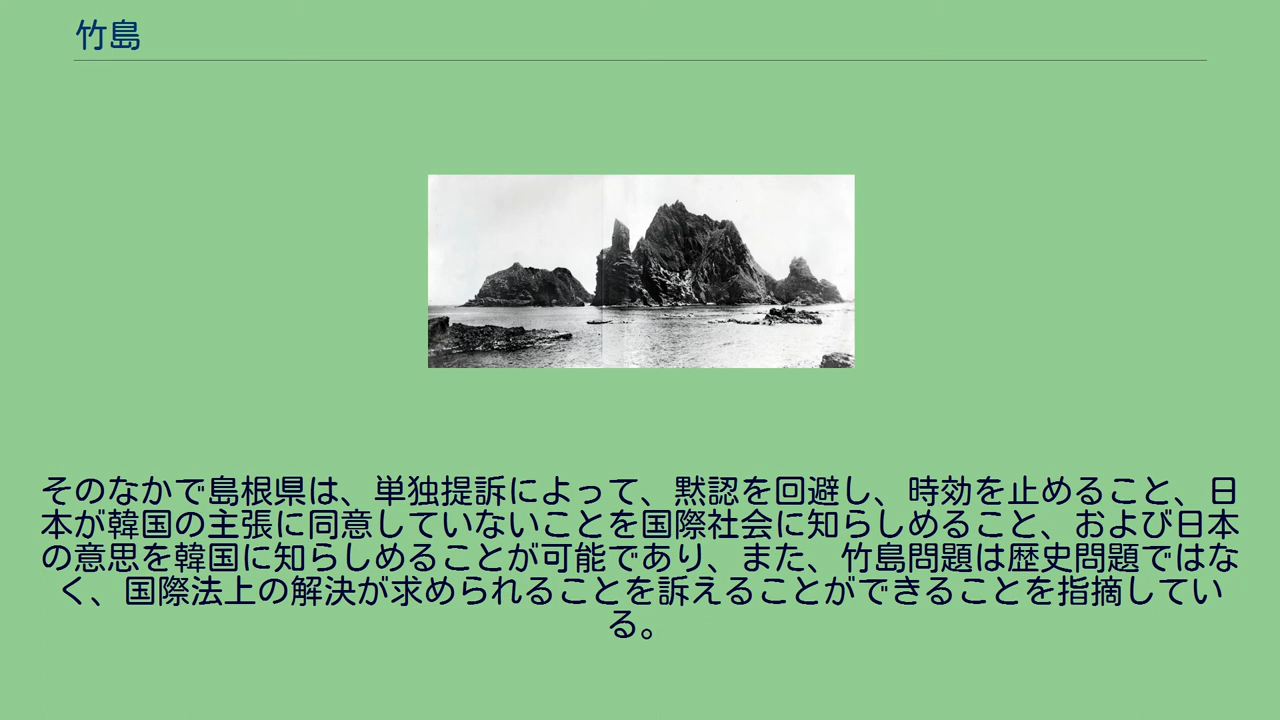 竹島
そのなかで島根県は、単独提訴によって、黙認を回避し、時効を止めること、日
本が韓国の主張に同意していないことを国際社会に知らしめること、および日本
の意思を韓国に知らしめることが可能であり、また、竹島問題は歴史問題ではな
く、国際法上の解決が求められることを訴えることができることを指摘してい
る。